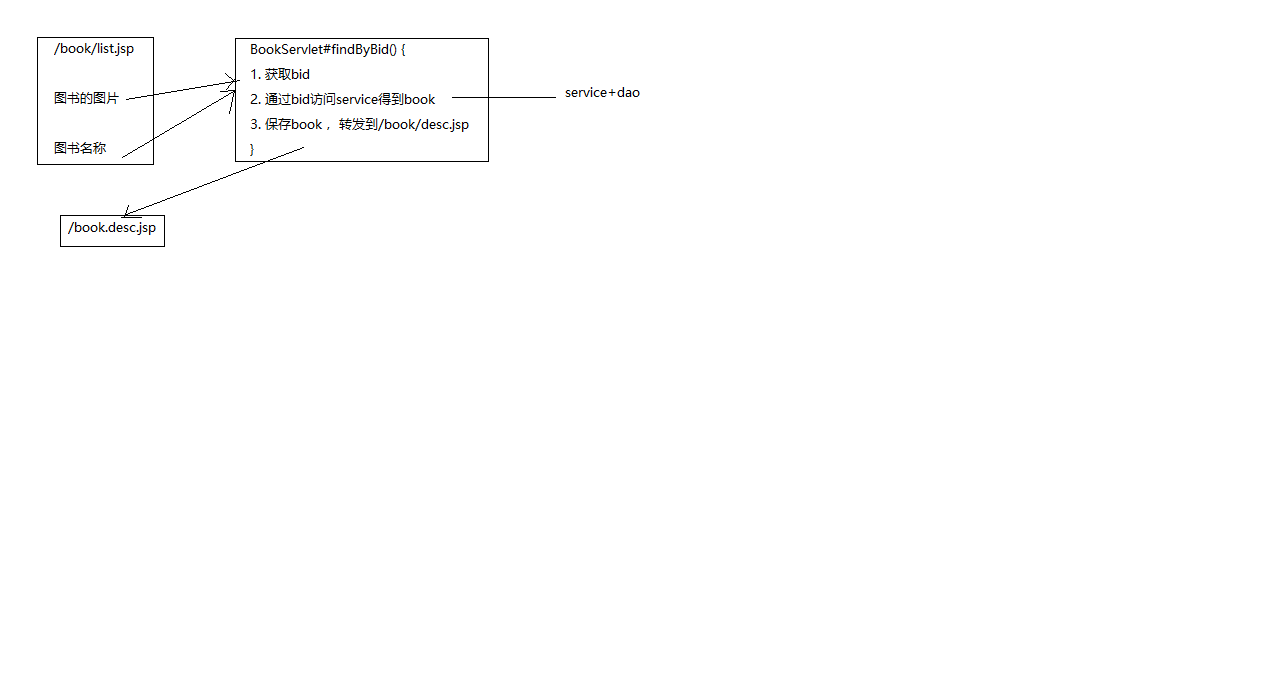 /book/list.jsp
图书的图片
图书名称
BookServlet#findByBid() {
1. 获取bid
2. 通过bid访问service得到book
3. 保存book ， 转发到/book/desc.jsp
}
service+dao
/book.desc.jsp